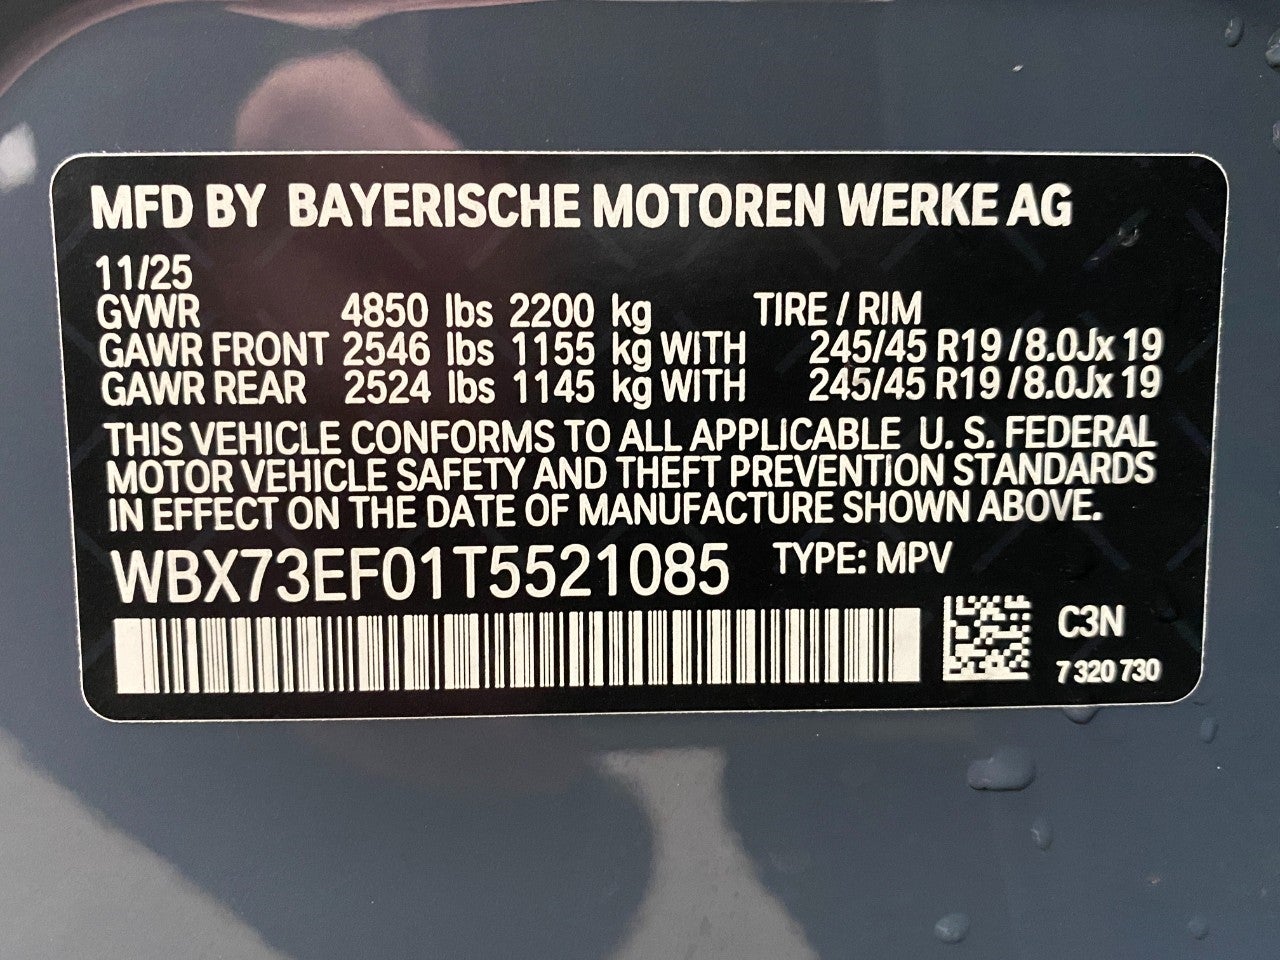 MFD BY BAYERISCHE MOTOREN WERKE AG
11/25
GVWR 4850 lbs 2200 kg TIRE / RIM
GAWR FRONT 2546 lbs 1155 kg WITH 245/45 R19 /8.0Jx 19
GAWR REAR 2524 lbs 1145 kg WITH 245/45 R19 /8.0Jx 19
THIS VEHICLE CONFORMS TO ALL APPLICABLE U. S. FEDERAL
MOTOR VEHICLE SAFETY AND THEFT PREVENTION STANDARDS
IN EFFECT ON THE DATE OF MANUFACTURE SHOWN ABOVE.
WBX73EF01T5521085 TYPE: MPV
C3N
7 320 730